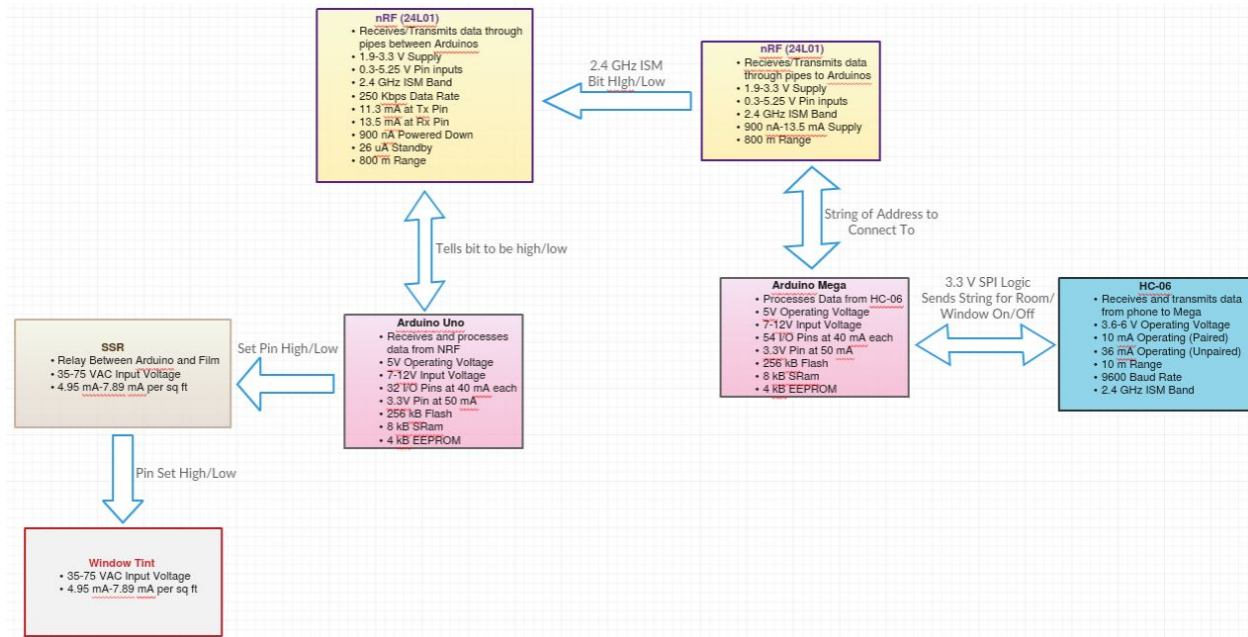 nRF (24L01)
• Receives/Transmits data through
pipes between Arduinos
• 1.9-3.3 V Supply
• 0.3-5.25 V Pin inputs
• 2.4 GHz ISM Band
• 250 Kbps Data Rate
• 11.3 mA at Tx Pin
• 13.5 mA at Rx Pin
• 900 nA Powered Down
• 26 uA Standby
• 800 m Range
2.4 GHz ISM
Bit HIgh/Low
nRF (24L01)
• Recieves/Transmits data
through pipes to Arduinos
• 1.9-3.3 V Supply
• 0.3-5.25 V Pin inputs
• 2.4 GHz ISM Band
• 900 nA-13.5 mA Supply
• 800 m Range
Tells bit to be high/low
String of Address to
Connect To
SSR
• Relay Between Arduino and Film
• 35-75 VAC Input Voltage
• 4.95 mA-7.89 mA per sq ft
Set Pin High/Low
Arduino Uno
• Receives and processes
data from NRF
• 5V Operating Voltage
• 7-12V Input Voltage
• 32 I/O Pins at 40 mA each
• 3.3V Pin at 50 mA
• 256 kB Flash
• 8 kB SRam
• 4 kB EEPROM
Arduino Mega
• Processes Data from HC-06
• 5V Operating Voltage
• 7-12V Input Voltage
• 54 I/O Pins at 40 mA each
• 3.3V Pin at 50 mA
• 256 kB Flash
• 8 kB SRam
• 4 kB EEPROM
3.3 V SPI Logic
Sends String for Room/
Window On/Off
HC-06
• Receives and transmits data
from phone to Mega
• 3.6-6 V Operating Voltage
• 10 mA Operating (Paired)
• 36 mA Operating (Unpaired)
• 10 m Range
• 9600 Baud Rate
• 2.4 GHz ISM Band
Pin Set High/Low
Window Tint
• 35-75 VAC Input Voltage
• 4.95 mA-7.89 mA per sq ft